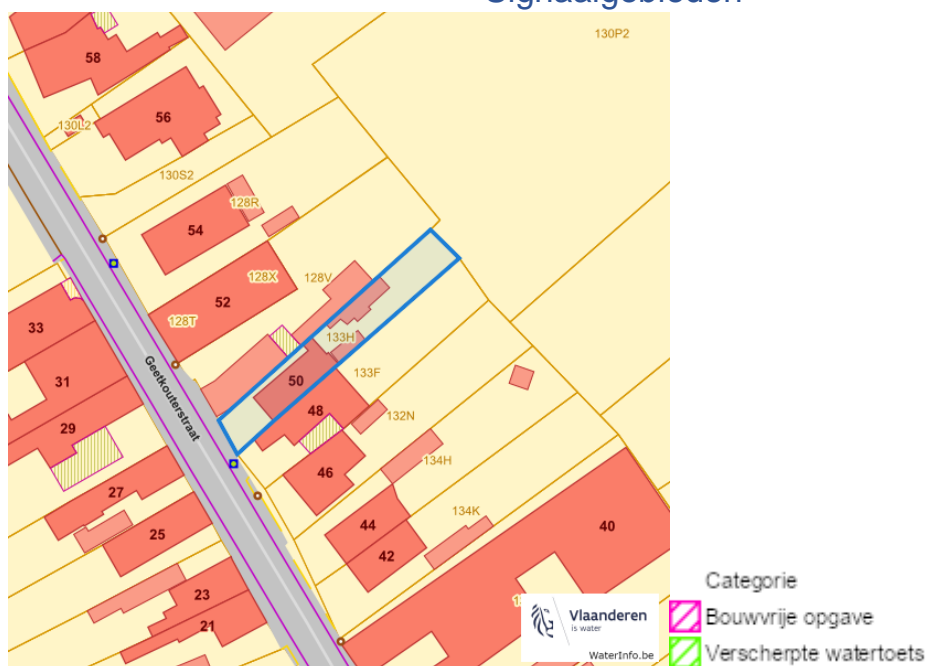 Signaalgebieden
130P2
58
56
130L2
130S2
128R
54
128X
128V
52
128T
33
133H
Geetkouterstraat
31
50
133F
48
132N
29
46
134H
27
134K
44
40
25
42
23
21
Vlaanderen
is water
WaterInfo.be
Categorie
Bouwvrije opgave
Verscherpte watertoets